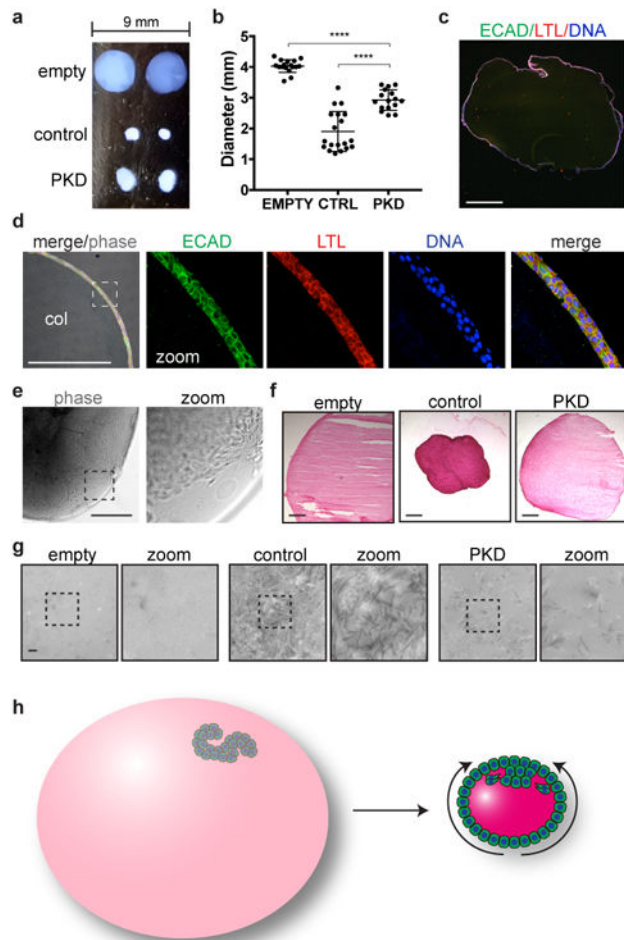 a
9 mm
empty
control
PKD
b
Diameter (mm)
5
4
3
2
1
0
****
****
EMPTY CTRL PKD
c
ECAD/LTL/DNA
d
merge/phase ECAD LTL DNA merge
col
zoom
e
phase zoom
f
empty control PKD
g
empty zoom control zoom PKD zoom
h